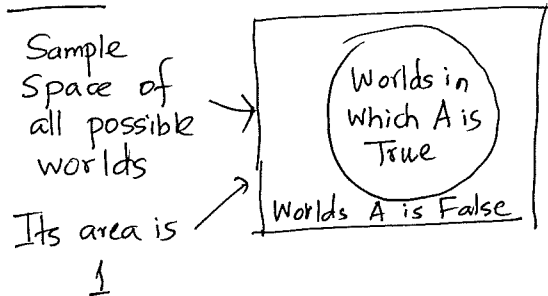 Sample
Space of
all possible
worlds
Its area is
1
Worlds in
which A is
True
Worlds A is False